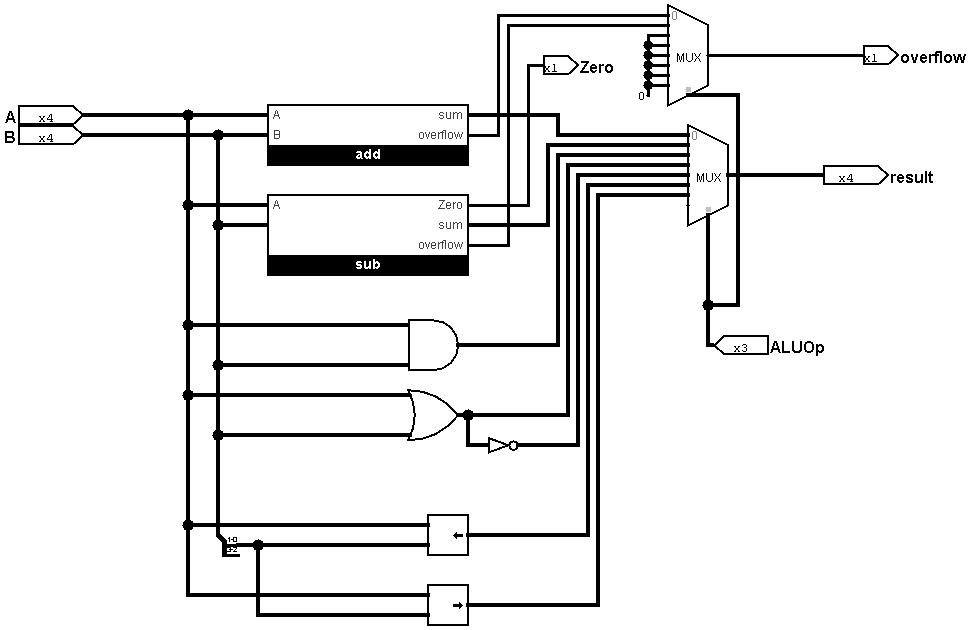 0
MUX
x1 overflow
x1 Zero
0
A x4
B x4
A sum
B overflow
add
0
MUX
x4 result
A Zero
sum
overflow
sub
x3 ALUOp
1-0
3-2